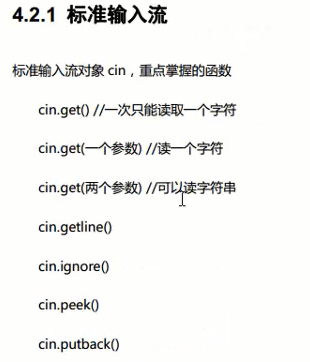 4.2.1 标准输入流
标准输入流对象 cin，重点掌握的函数
cin.get() //一次只能读取一个字符
cin.get(一个参数) //读一个字符
cin.get(两个参数) //可以读字符串
cin.getline()
cin.ignore()
cin.peek()
cin.putback()